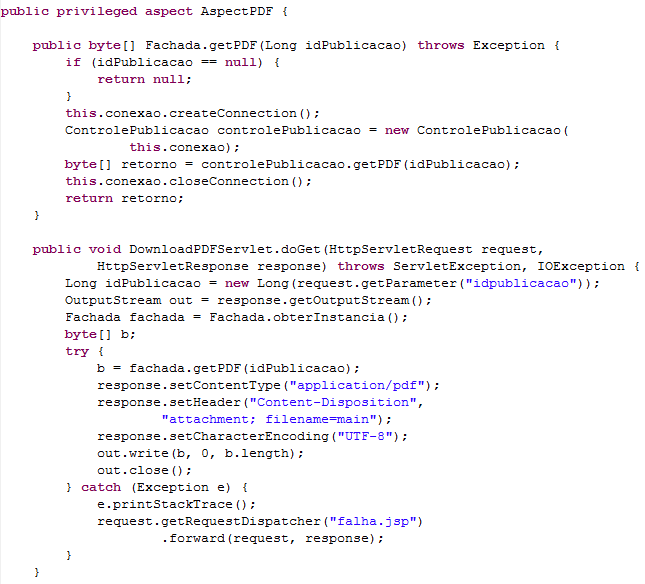 public privileged aspect AspectPDF {
public byte[] Fachada.getPDF(Long idPublicacao) throws Exception {
if (idPublicacao == null) {
return null;
}
this.conexao.createConnection();
ControlePublicacao controlePublicacao = new ControlePublicacao(
this.conexao);
byte[] retorno = controlePublicacao.getPDF(idPublicacao);
this.conexao.closeConnection();
return retorno;
}
public void DownloadPDFServlet.doGet(HttpServletRequest request,
HttpServletResponse response) throws ServletException, IOException {
Long idPublicacao = new Long(request.getParameter("idpublicacao"));
OutputStream out = response.getOutputStream();
Fachada fachada = Fachada.obterInstancia();
byte[] b;
try {
b = fachada.getPDF(idPublicacao);
response.setContentType("application/pdf");
response.setHeader("Content-Disposition",
"attachment; filename=main");
response.setCharacterEncoding("UTF-8");
out.write(b, 0, b.length);
out.close();
} catch (Exception e) {
e.printStackTrace();
request.getRequestDispatcher("falha.jsp")
.forward(request, response);
}
}